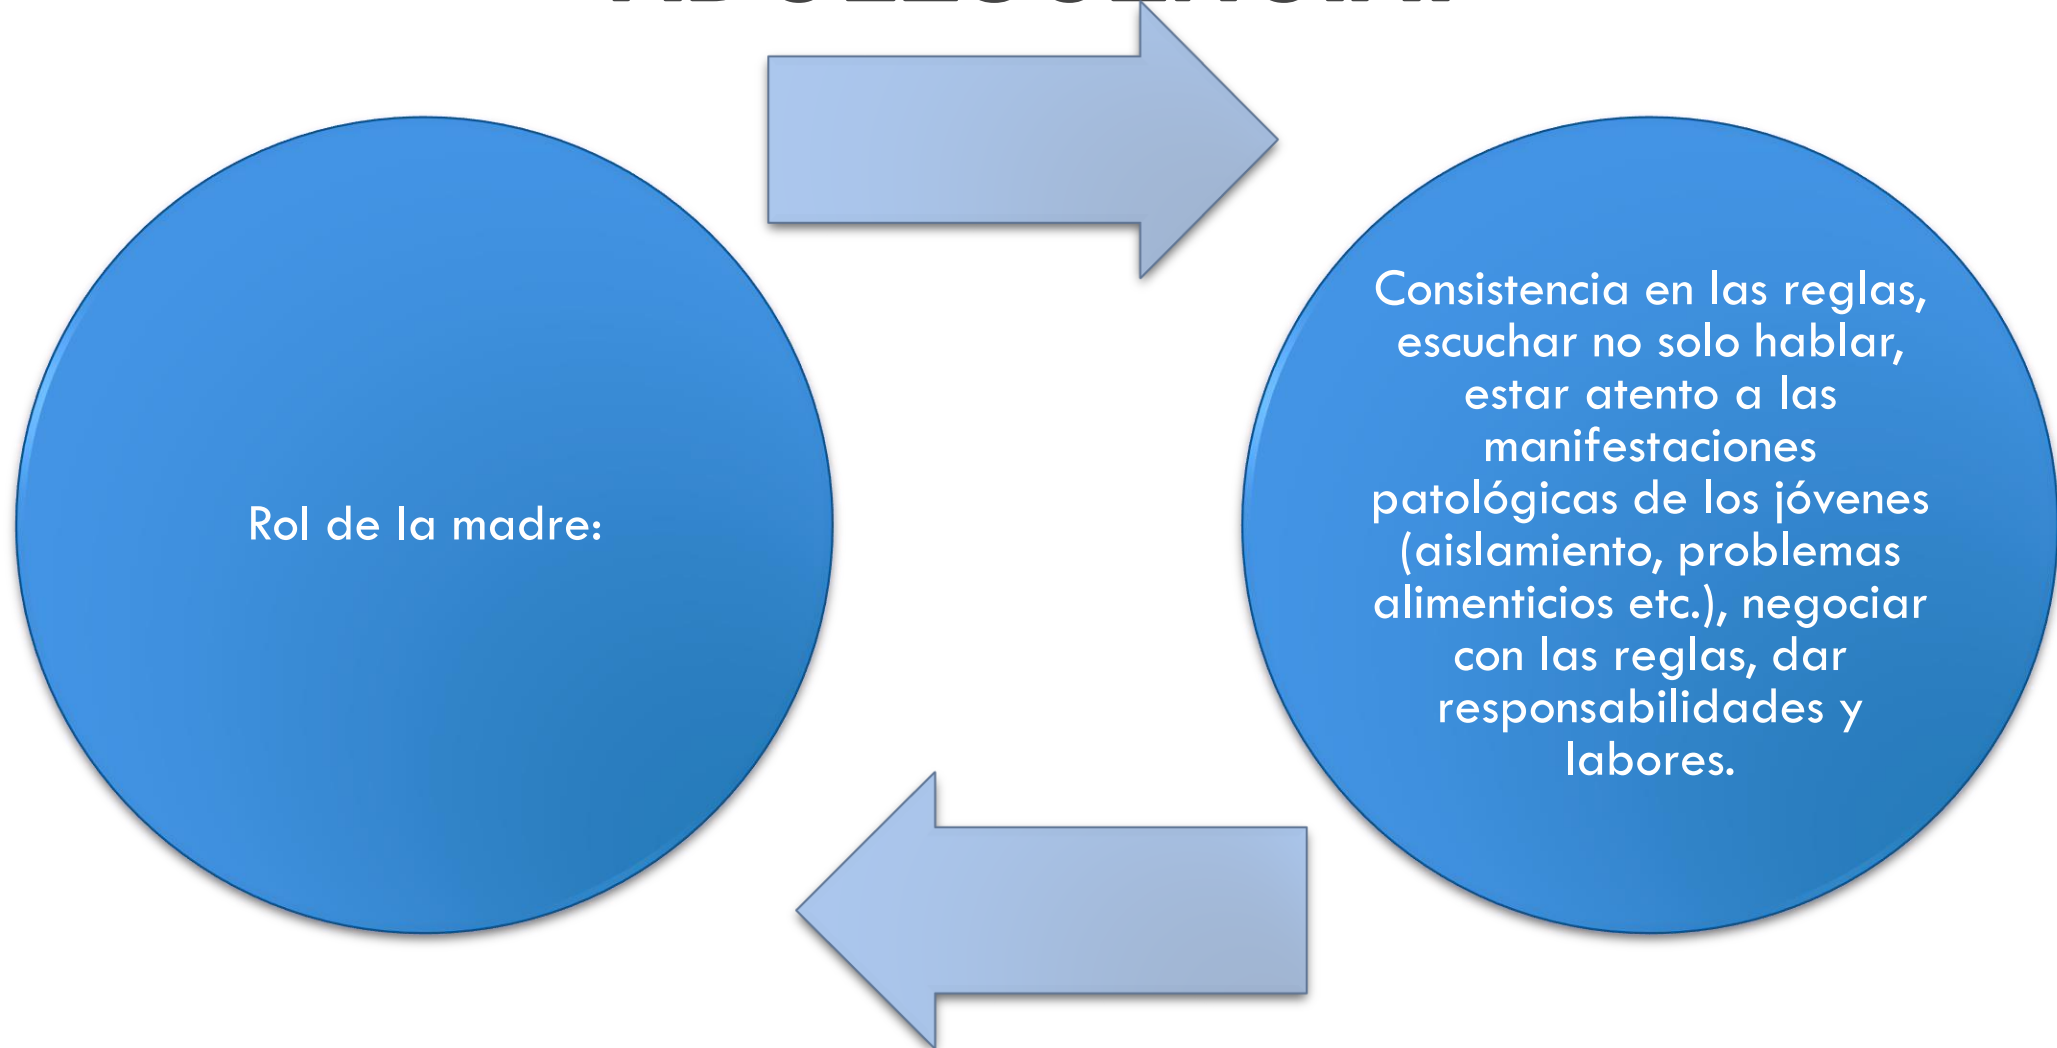 Rol de la madre:
Consistencia en las reglas,
escuchar no solo hablar,
estar atento a las
manifestaciones
patológicas de los jóvenes
(aislamiento, problemas
alimenticios etc.), negociar
con las reglas, dar
responsabilidades y
labores.